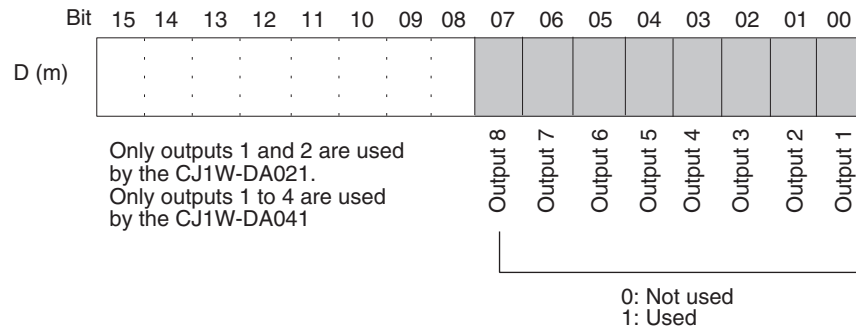 Bit 15 14 13 12 11 10 09 08 07 06 05 04 03 02 01 00
D (m)
Only outputs 1 and 2 are used
by the CJ1W-DA021.
Only outputs 1 to 4 are used
by the CJ1W-DA041
Output 8
Output 7
Output 6
Output 5
Output 4
Output 3
Output 2
Output 1
0: Not used
1: Used